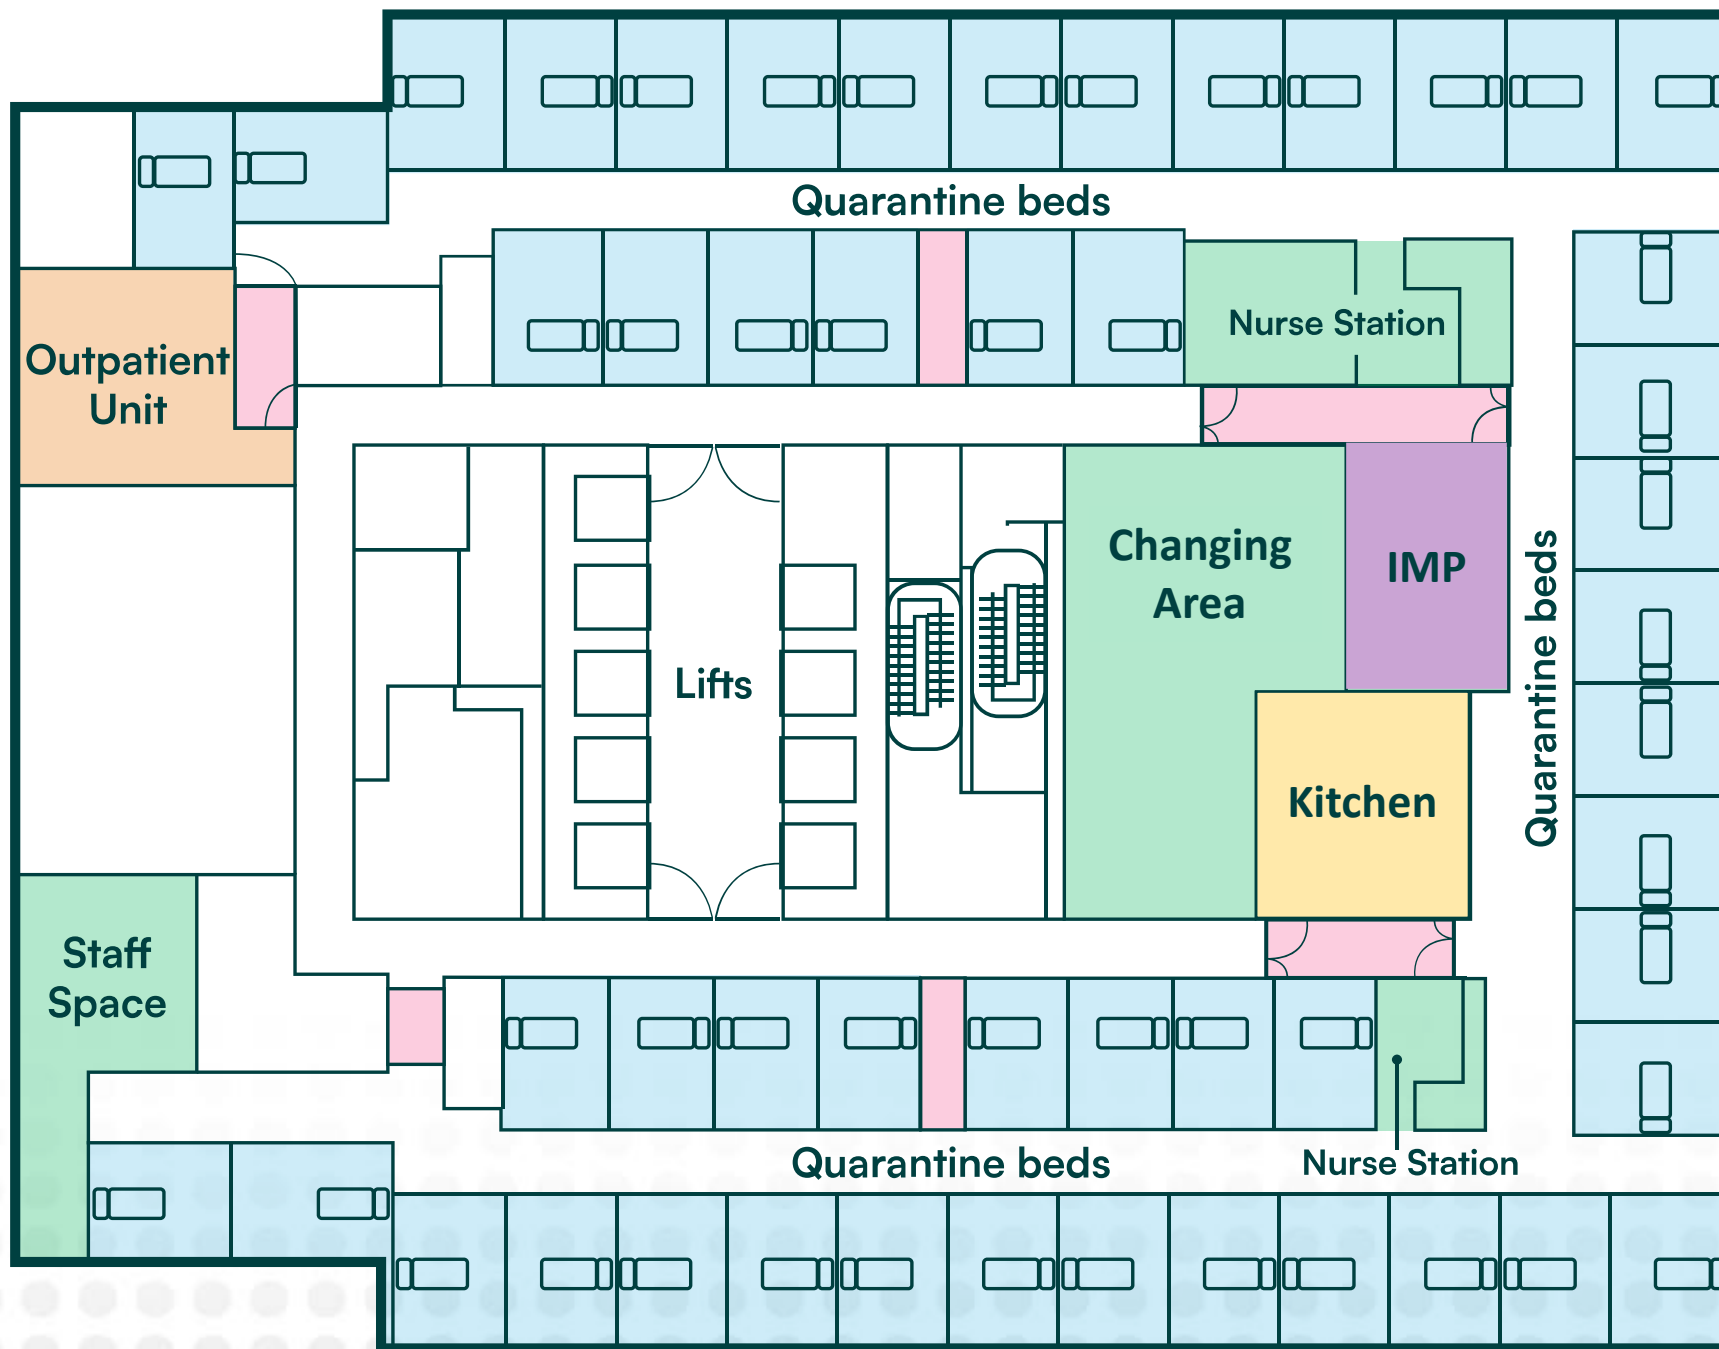 Quarantine beds
Nurse Station
Outpatient
Unit
Changing
Area
IMP
Lifts
Quarantine beds
Kitchen
Staff
Space
Quarantine beds
Nurse Station